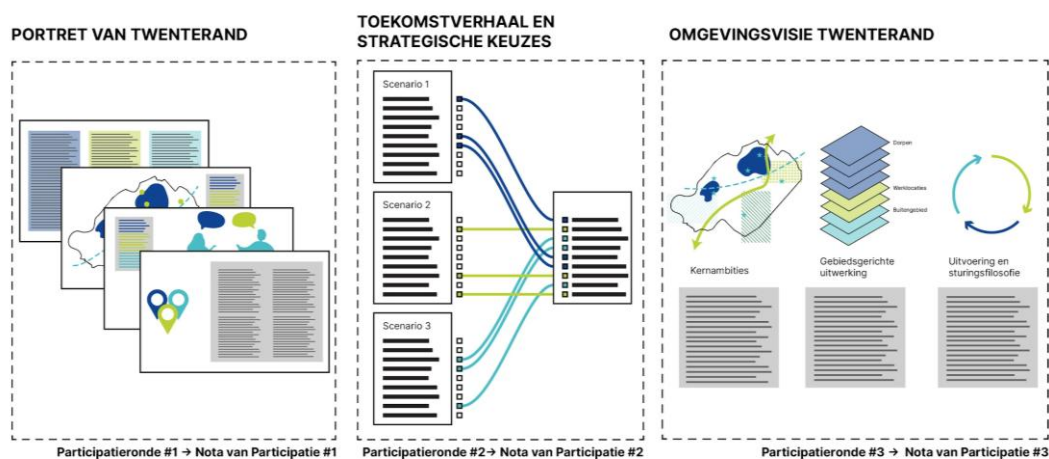 PORTRET VAN TWENTERAND
TOEKOMSTVERHAAL EN
STRATEGISCHE KEUZES
OMGEVINGSVISIE TWENTERAND
Scenario 1
Scenario 2
Scenario 3
Dorpen
Werklocaties
Buitengebied
Kernambities
Gebiedsgerichte
uitwerking
Uitvoering en
sturingsfilosofie
Participatieronde #1 → Nota van Participatie #1
Participatieronde #2→ Nota van Participatie #2
Participatieronde #3 → Nota van Participatie #3